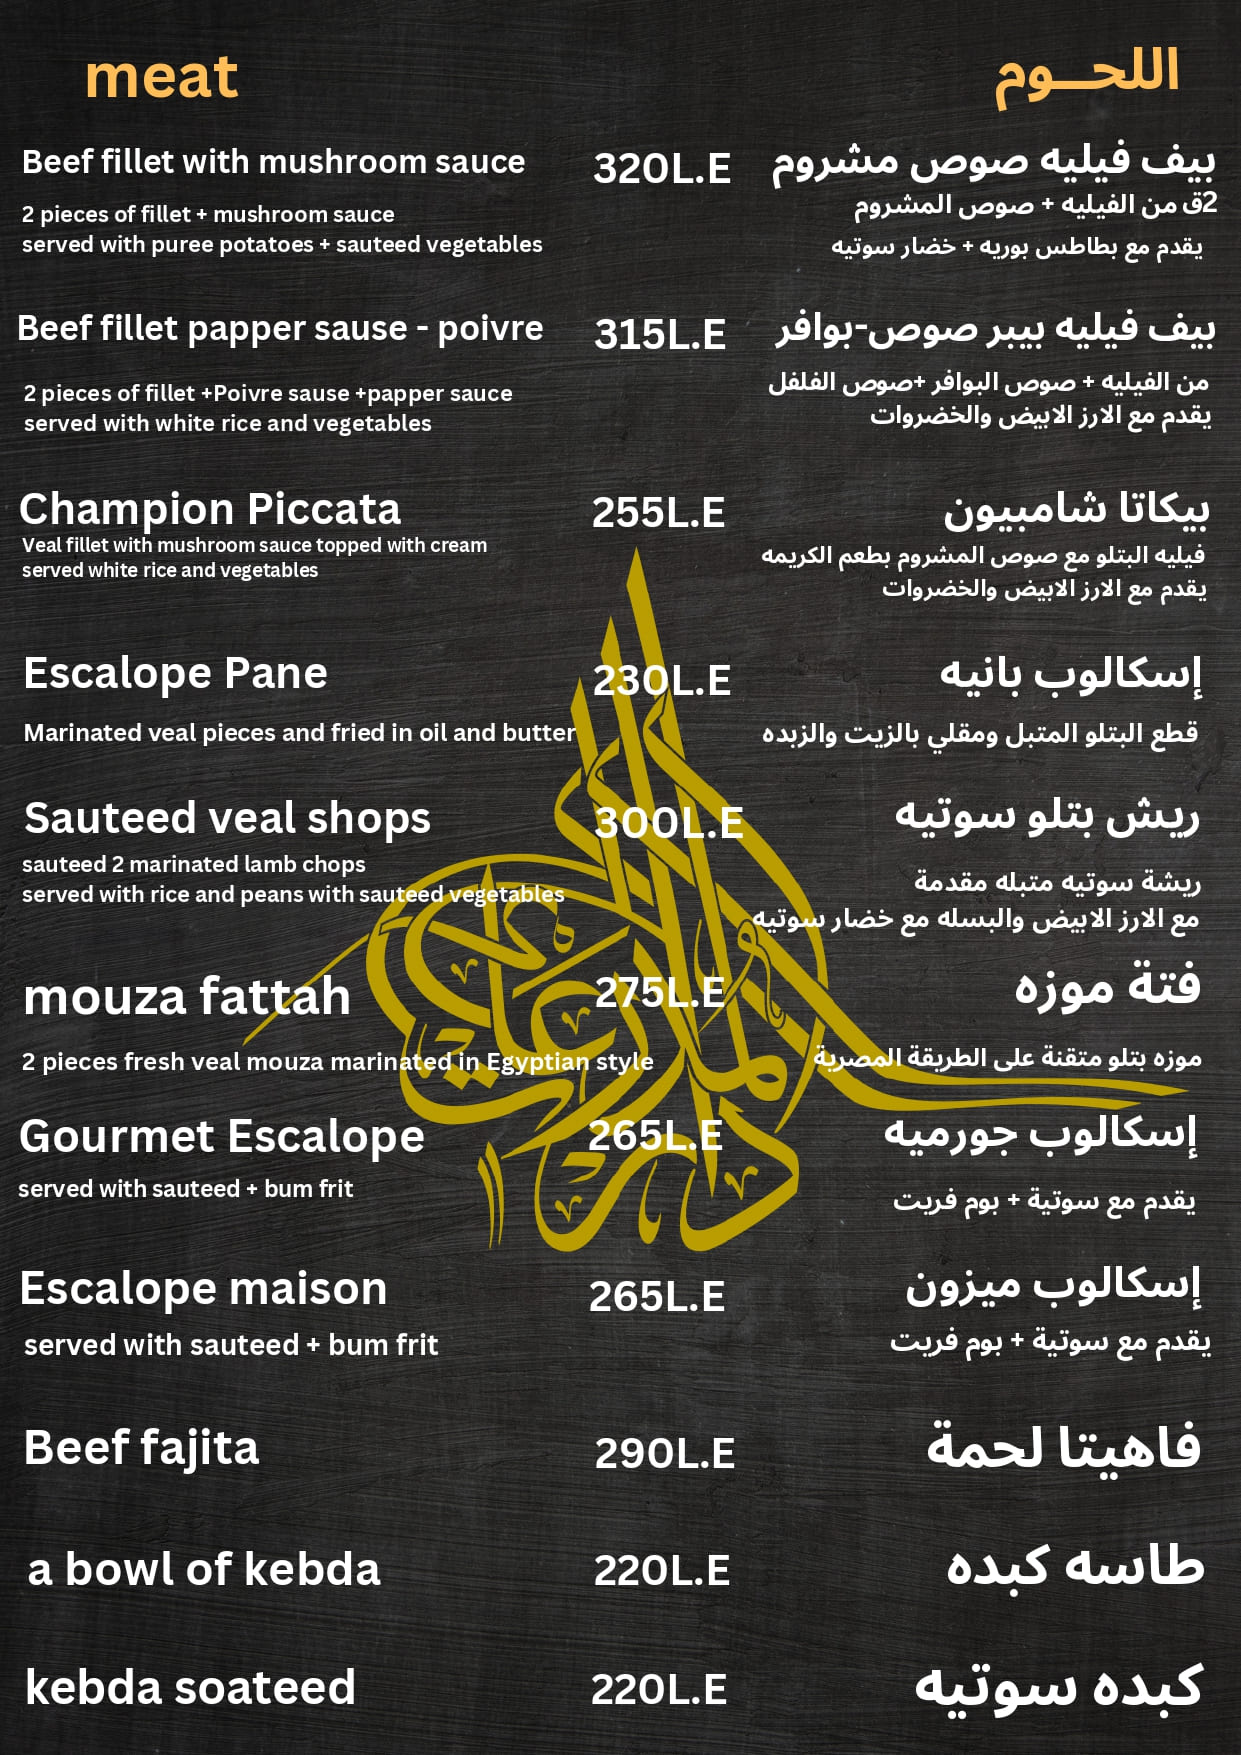 meat
اللحـــوم
Beef fillet with mushroom sauce
320L.E
بيف فيليه صوص مشروم
2 pieces of fillet + mushroom sauce
2ق من الفيليه + صوص المشروم
served with puree potatoes + sauteed vegetables
يقدم مع بطاطس بوريه + خضار سوتيه
Beef fillet papper sause - poivre
315L.E
بيف فيليه بيبر صوص-بوافر
2 pieces of fillet +Poivre sause +papper sauce
من الفيليه + صوص البوافر +صوص الفلفل
served with white rice and vegetables
يقدم مع الارز الابيض والخضروات
Champion Piccata
255L.E
بيكاتا شامبيون
Veal fillet with mushroom sauce topped with cream
فيليه البتلو مع صوص المشروم بطعم الكريمه
served white rice and vegetables
يقدم مع الارز الابيض والخضروات
Escalope Pane
230L.E
إسكالوب بانيه
Marinated veal pieces and fried in oil and butter
قطع البتلو المتبل ومقلي بالزيت والزبده
Sauteed veal shops
300L.E
ريش بتلو سوتيه
sauteed 2 marinated lamb chops
ريشة سوتيه متبله مقدمة
served with rice and peans with sauteed vegetables
مع الارز الابيض والبسله مع خضار سوتيه
mouza fattah
275L.E
فتة موزه
2 pieces fresh veal mouza marinated in Egyptian style
موزه بتلو متقنة على الطريقة المصرية
Gourmet Escalope
265L.E
إسكالوب جورميه
served with sauteed + bum frit
يقدم مع سوتية + بوم فريت
Escalope maison
265L.E
إسكالوب ميزون
served with sauteed + bum frit
يقدم مع سوتية + بوم فريت
Beef fajita
290L.E
فاهيتا لحمة
a bowl of kebda
220L.E
طاسه كبده
kebda soateed
220L.E
كبده سوتيه